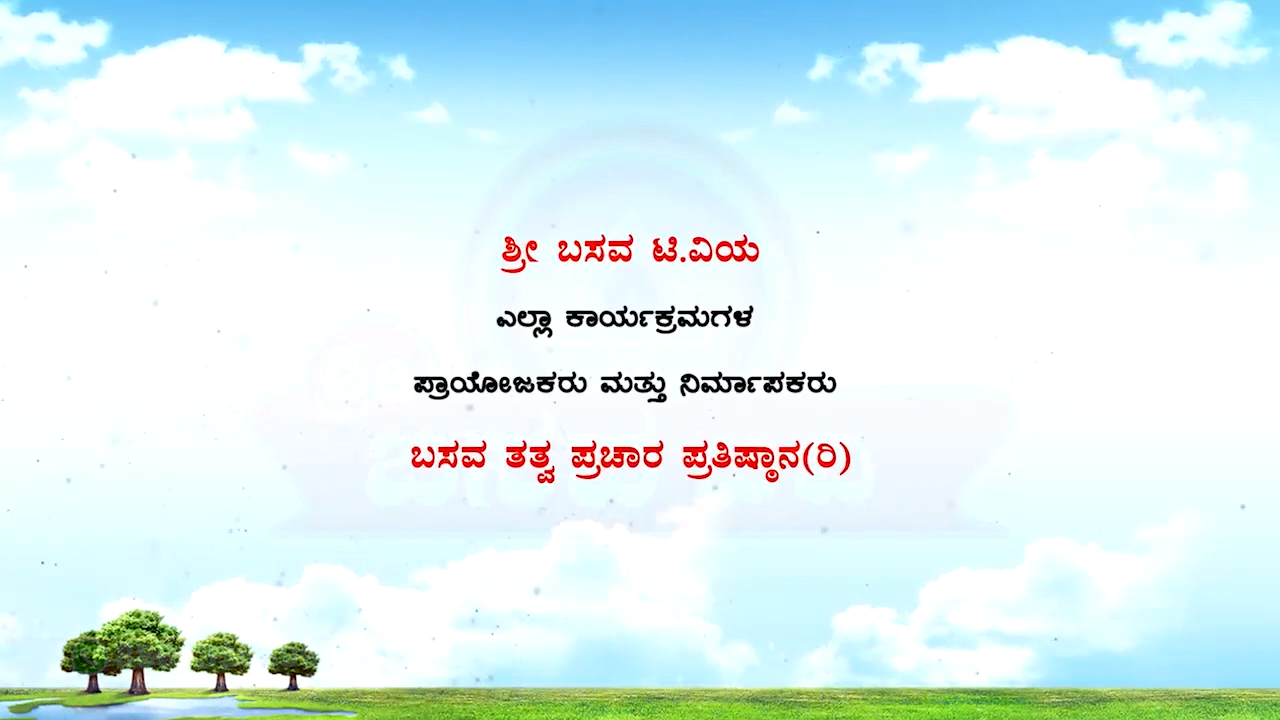 ಶ್ರೀ ಬಸವ ಟಿ.ವಿಯ
ಎಲ್ಲಾ ಕಾರ್ಯಕ್ರಮಗಳ
ಪ್ರಾಯೋಜಕರು ಮತ್ತು ನಿರ್ಮಾಪಕರು
ಬಸವ ತತ್ವ ಪ್ರಚಾರ ಪ್ರತಿಷ್ಠಾನ(ರಿ)